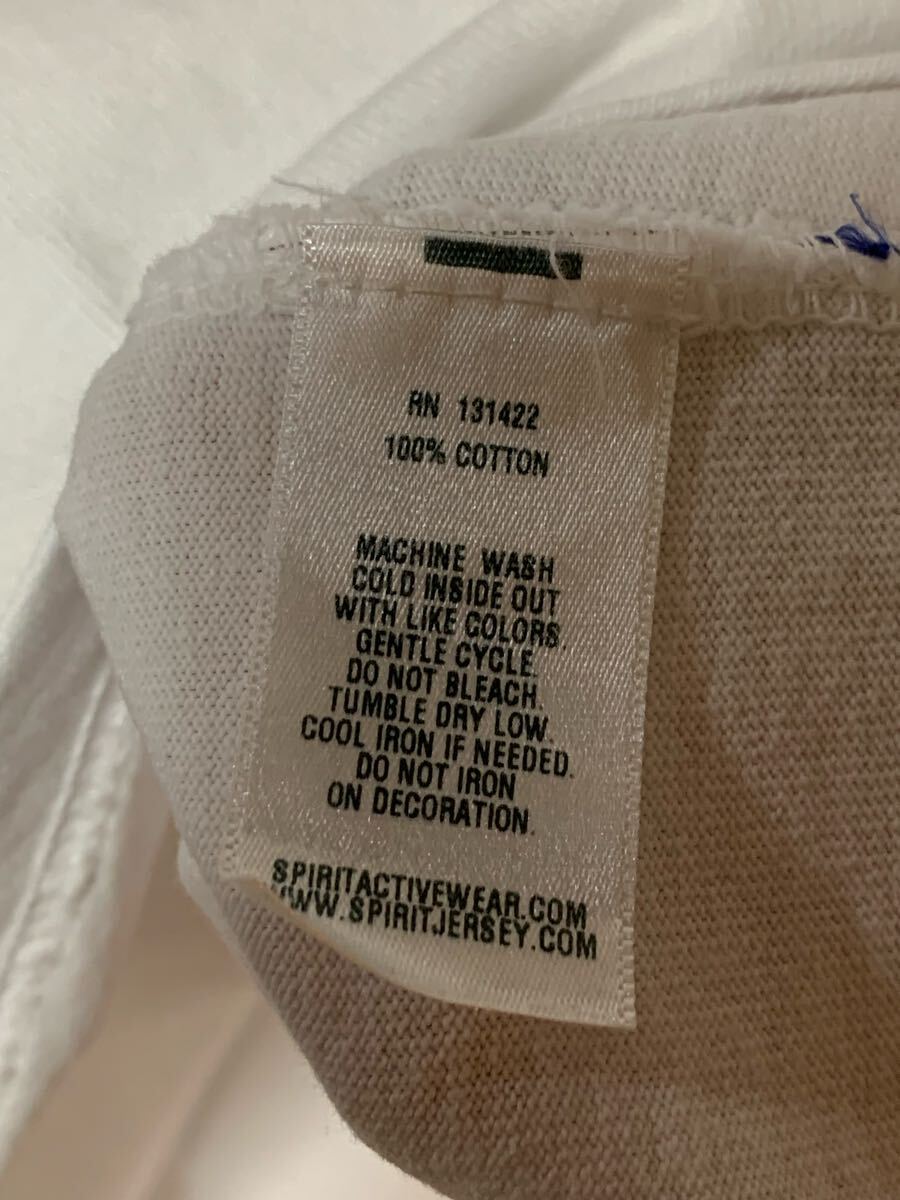 RN 131422
100% COTTON
MACHINE WASH
COLD INSIDE OUT
WITH LIKE COLORS.
GENTLE CYCLE.
DO NOT BLEACH.
TUMBLE DRY LOW.
COOL IRON IF NEEDED.
DO NOT IRON
ON DECORATION.
SPIRITACTIVEWEAR.COM
WWW.SPIRITJERSEY.COM